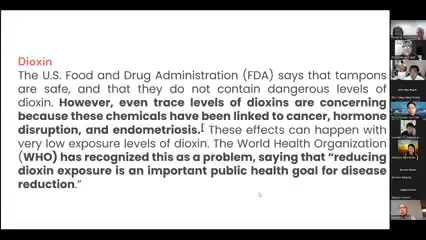 Dioxin
The U.S. Food and Drug Administration (FDA) says that tampons
are safe, and that they do not contain dangerous levels of
dioxin. However, even trace levels of dioxins are concerning
because these chemicals have been linked to cancer, hormone
disruption, and endometriosis.[ These effects can happen with
very low exposure levels of dioxin. The World Health Organization
(WHO) has recognized this as a problem, saying that “reducing
dioxin exposure is an important public health goal for disease
reduction.”